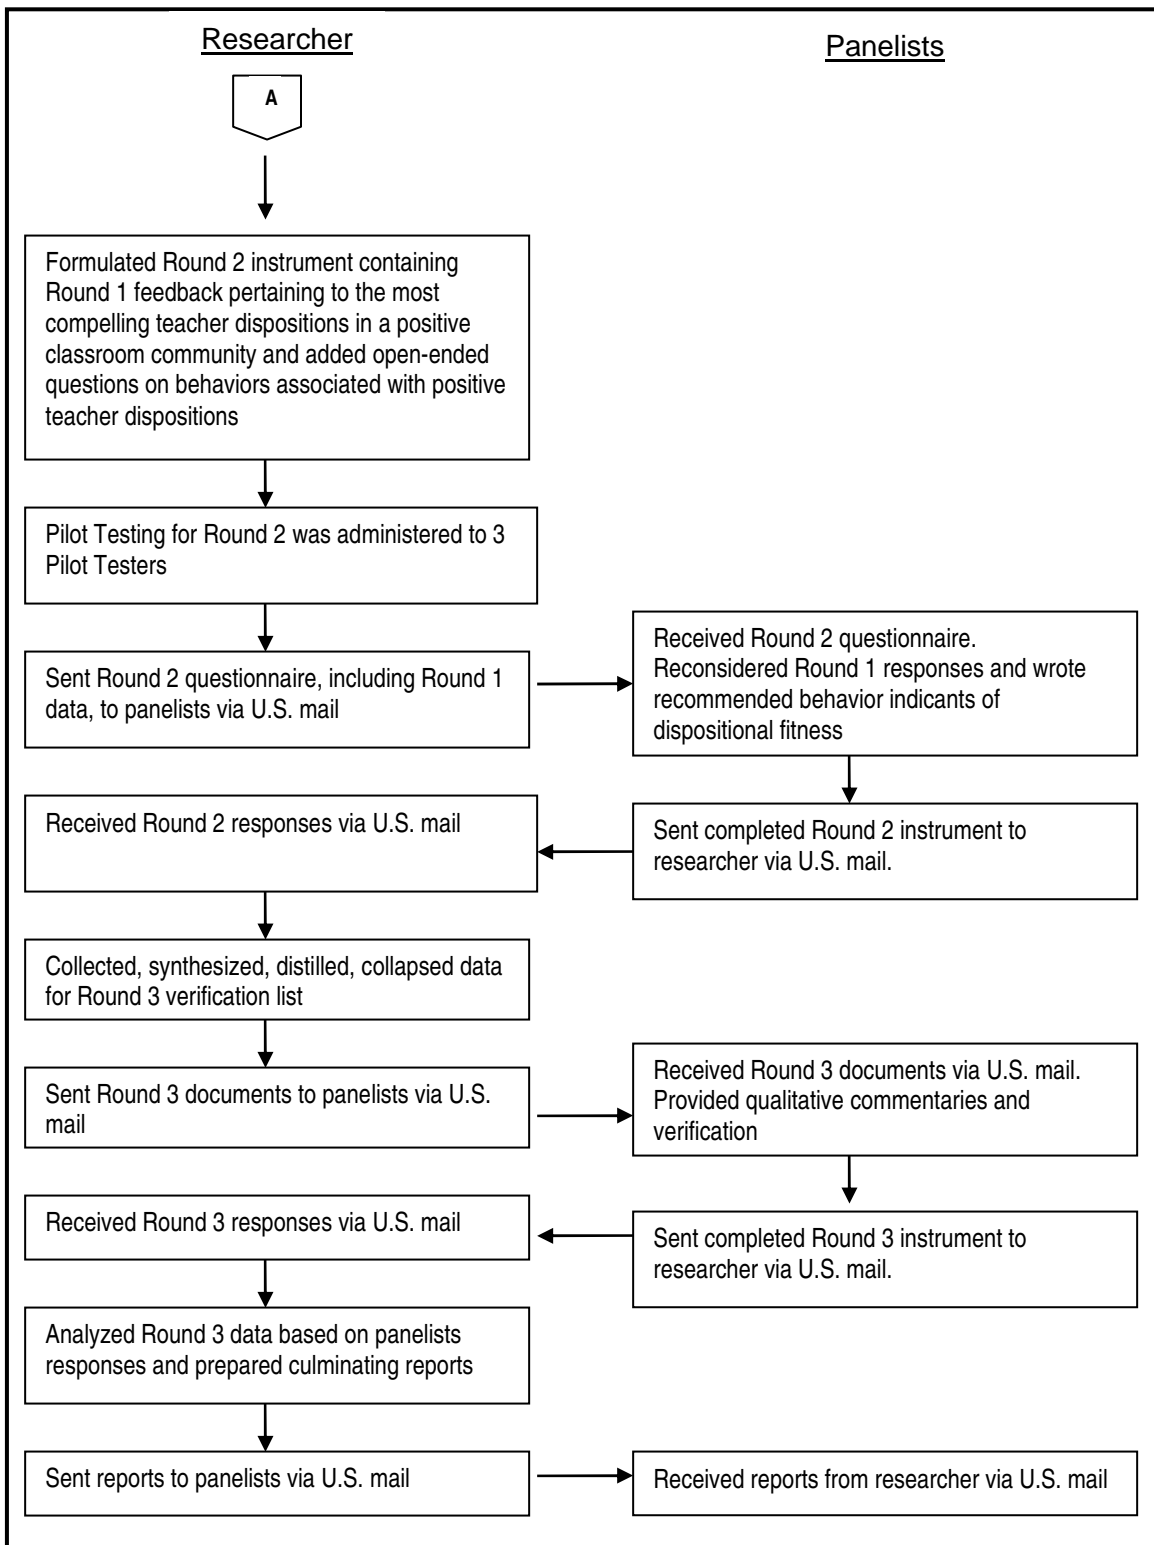 Researcher
Panelists
A
Formulated Round 2 instrument containing
Round 1 feedback pertaining to the most
compelling teacher dispositions in a positive
classroom community and added open-ended
questions on behaviors associated with positive
teacher dispositions
Pilot Testing for Round 2 was administered to 3
Pilot Testers
Sent Round 2 questionnaire, including Round 1
data, to panelists via U.S. mail
Received Round 2 questionnaire.
Reconsidered Round 1 responses and wrote
recommended behavior indicants of
dispositional fitness
Sent completed Round 2 instrument to
researcher via U.S. mail.
Received Round 2 responses via U.S. mail
Collected, synthesized, distilled, collapsed data
for Round 3 verification list
Sent Round 3 documents to panelists via U.S.
mail
Received Round 3 documents via U.S. mail.
Provided qualitative commentaries and
verification
Sent completed Round 3 instrument to
researcher via U.S. mail.
Received Round 3 responses via U.S. mail
Analyzed Round 3 data based on panelists
responses and prepared culminating reports
Sent reports to panelists via U.S. mail
Received reports from researcher via U.S. mail